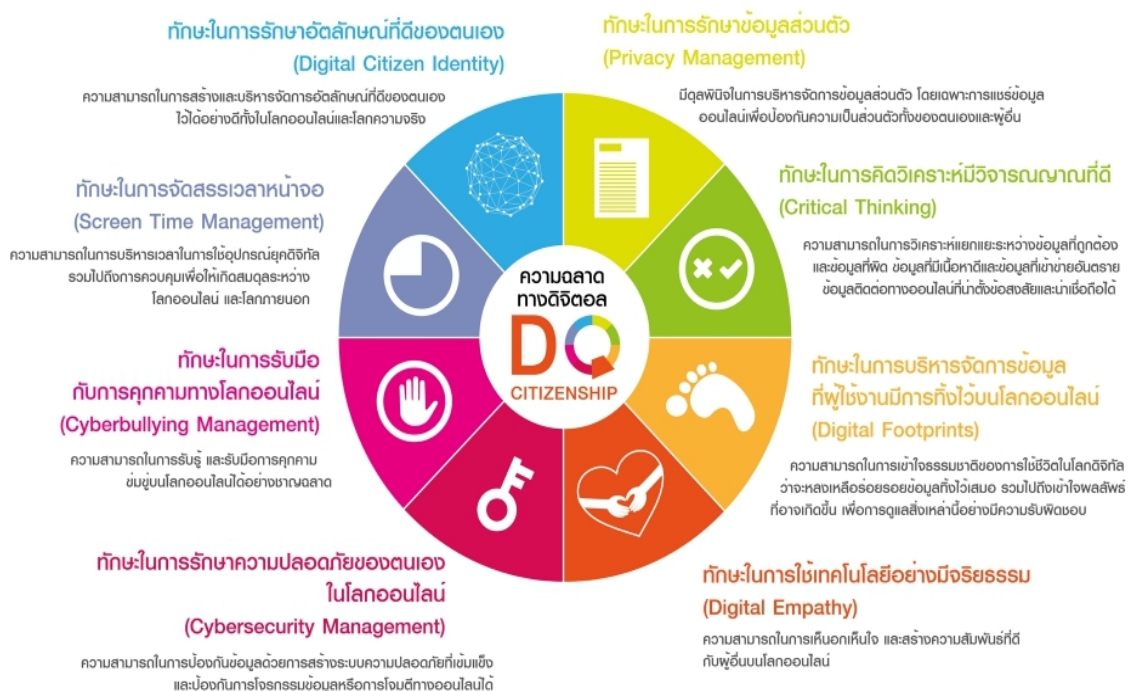 ทักษะในการรักษาอัตลักษณ์ที่ดีของตนเอง
(Digital Citizen Identity)
ความสามารถในการสร้างและบริหารจัดการอัตลักษณ์ที่ดีของตนเอง
ไว้ได้อย่างดีทั้งในโลกออนไลน์และโลกความจริง
ทักษะในการรักษาข้อมูลส่วนตัว
(Privacy Management)
มีดุลพินิจในการบริหารจัดการข้อมูลส่วนตัว โดยเฉพาะการแชร์ข้อมูล
ออนไลน์เพื่อป้องกันความเป็นส่วนตัวทั้งของตนเองและผู้อื่น
ทักษะในการจัดสรรเวลาหน้าจอ
(Screen Time Management)
ความสามารถในการบริหารเวลาในการใช้อุปกรณ์ยุคดิจิทัล
รวมไปถึงการควบคุมเพื่อให้เกิดสมดุลระหว่าง
โลกออนไลน์ และโลกภายนอก
ทักษะในการคิดวิเคราะห์มีวิจารณญาณที่ดี
(Critical Thinking)
ความสามารถในการวิเคราะห์แยกแยะระหว่างข้อมูลที่ถูกต้อง
และข้อมูลที่ผิด ข้อมูลที่มีเนื้อหาดีและข้อมูลที่เข้าข่ายอันตราย
ข้อมูลติดต่อทางออนไลน์ที่น่าตั้งข้อสงสัยและน่าเชื่อถือได้
ความฉลาด
ทางดิจิตอล
DQ
CITIZENSHIP
ทักษะในการรับมือ
กับการคุกคามทางโลกออนไลน์
(Cyberbullying Management)
ความสามารถในการรับรู้ และรับมือการคุกคาม
ข่มขู่บนโลกออนไลน์ได้อย่างชาญฉลาด
ทักษะในการบริหารจัดการข้อมูล
ที่ผู้ใช้งานมีการทิ้งไว้บนโลกออนไลน์
(Digital Footprints)
ความสามารถในการเข้าใจธรรมชาติของการใช้ชีวิตในโลกดิจิทัล
ว่าจะหลงเหลือร่อยรอยข้อมูลทิ้งไว้เสมอ รวมไปถึงเข้าใจผลลัพธ์
ที่อาจเกิดขึ้น เพื่อการดูแลสิ่งเหล่านี้อย่างมีความรับผิดชอบ
ทักษะในการรักษาความปลอดภัยของตนเอง
ในโลกออนไลน์
(Cybersecurity Management)
ความสามารถในการป้องกันข้อมูลด้วยการสร้างระบบความปลอดภัยที่เข้มแข็ง
และป้องกันการโจรกรรมข้อมูลหรือการโจมตีทางออนไลน์ได้
ทักษะในการใช้เทคโนโลยีอย่างมีจริยธรรม
(Digital Empathy)
ความสามารถในการเห็นอกเห็นใจ และสร้างความสัมพันธ์ที่ดี
กับผู้อื่นบนโลกออนไลน์